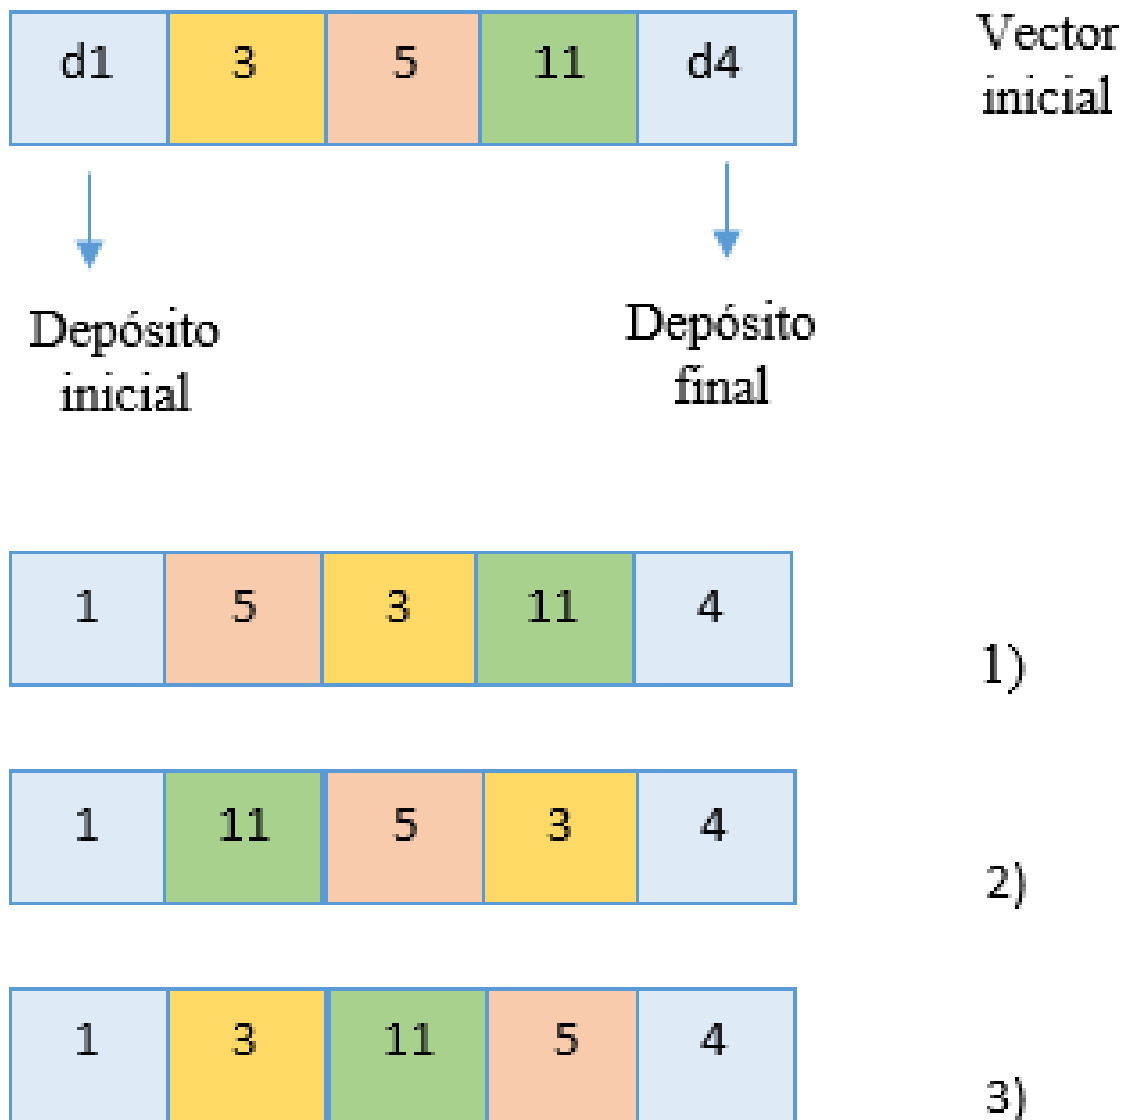 d1 3 5 11 d4
Vector
inicial
Depósito
inicial
Depósito
final
1 5 3 11 4
1)
1 11 5 3 4
2)
1 3 11 5 4
3)